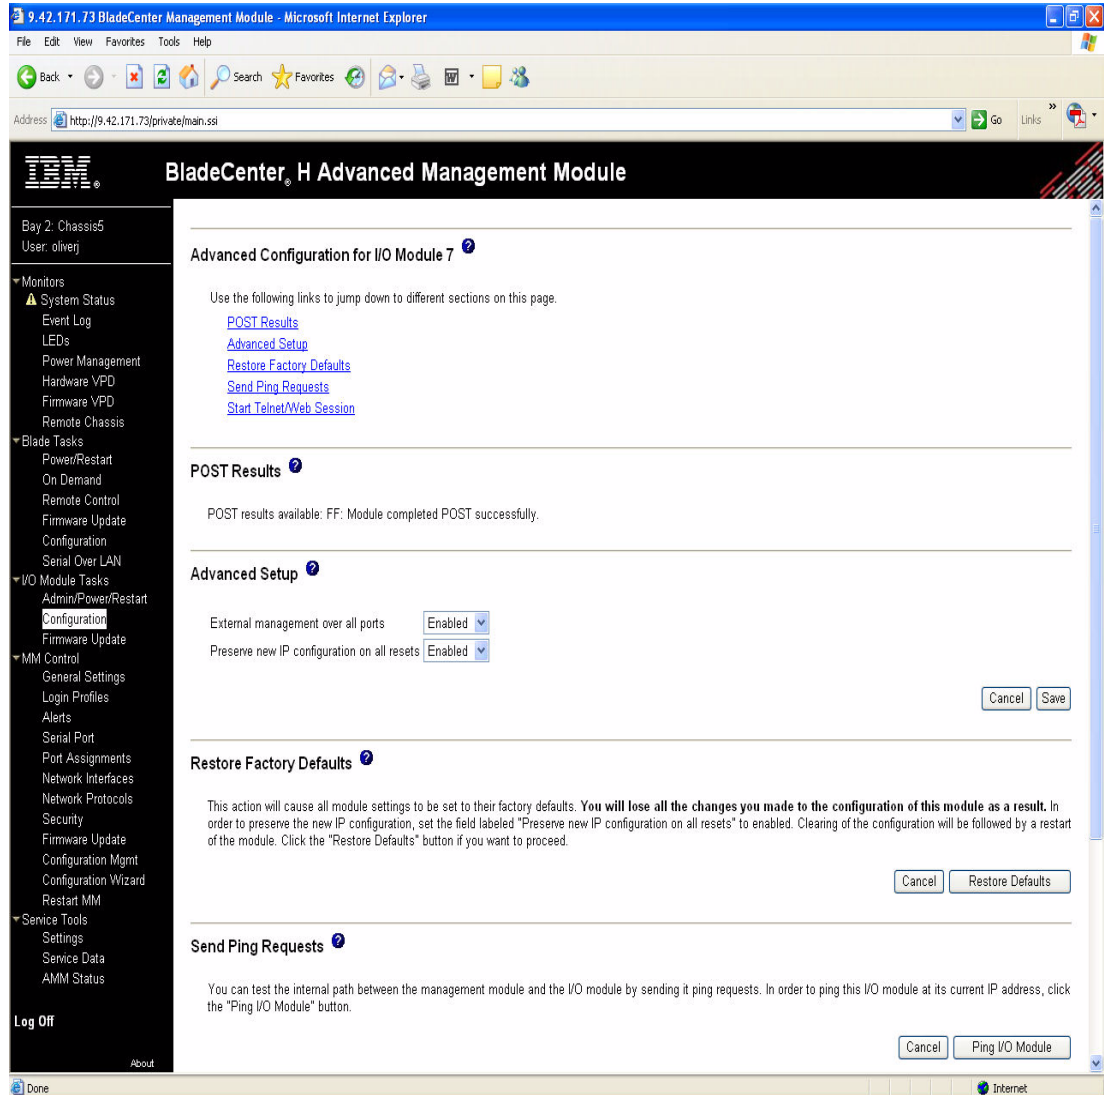 9.42.171.73 BladeCenter Management Module - Microsoft Internet Explorer
File Edit View Favorites Tools Help
Back Search Favorites
Address http://9.42.171.73/private/main.ssi Go Links »
IBM® BladeCenter® H Advanced Management Module
Bay 2: Chassis5
User: oliverj
Monitors
System Status
Event Log
LEDs
Power Management
Hardware VPD
Firmware VPD
Remote Chassis
Blade Tasks
Power/Restart
On Demand
Remote Control
Firmware Update
Configuration
Serial Over LAN
I/O Module Tasks
Admin/Power/Restart
Configuration
Firmware Update
MM Control
General Settings
Login Profiles
Alerts
Serial Port
Port Assignments
Network Interfaces
Network Protocols
Security
Firmware Update
Configuration Mgmt
Configuration Wizard
Restart MM
Service Tools
Settings
Service Data
AMM Status
Log Off
About
Advanced Configuration for I/O Module 7 ?
Use the following links to jump down to different sections on this page.
POST Results
Advanced Setup
Restore Factory Defaults
Send Ping Requests
Start Telnet/Web Session
POST Results ?
POST results available: FF: Module completed POST successfully.
Advanced Setup ?
External management over all ports Enabled
Preserve new IP configuration on all resets Enabled
Cancel Save
Restore Factory Defaults ?
This action will cause all module settings to be set to their factory defaults. You will lose all the changes you made to the configuration of this module as a result. In
order to preserve the new IP configuration, set the field labeled "Preserve new IP configuration on all resets" to enabled. Clearing of the configuration will be followed by a restart
of the module. Click the "Restore Defaults" button if you want to proceed.
Cancel Restore Defaults
Send Ping Requests ?
You can test the internal path between the management module and the I/O module by sending it ping requests. In order to ping this I/O module at its current IP address, click
the "Ping I/O Module" button.
Cancel Ping I/O Module
Done Internet